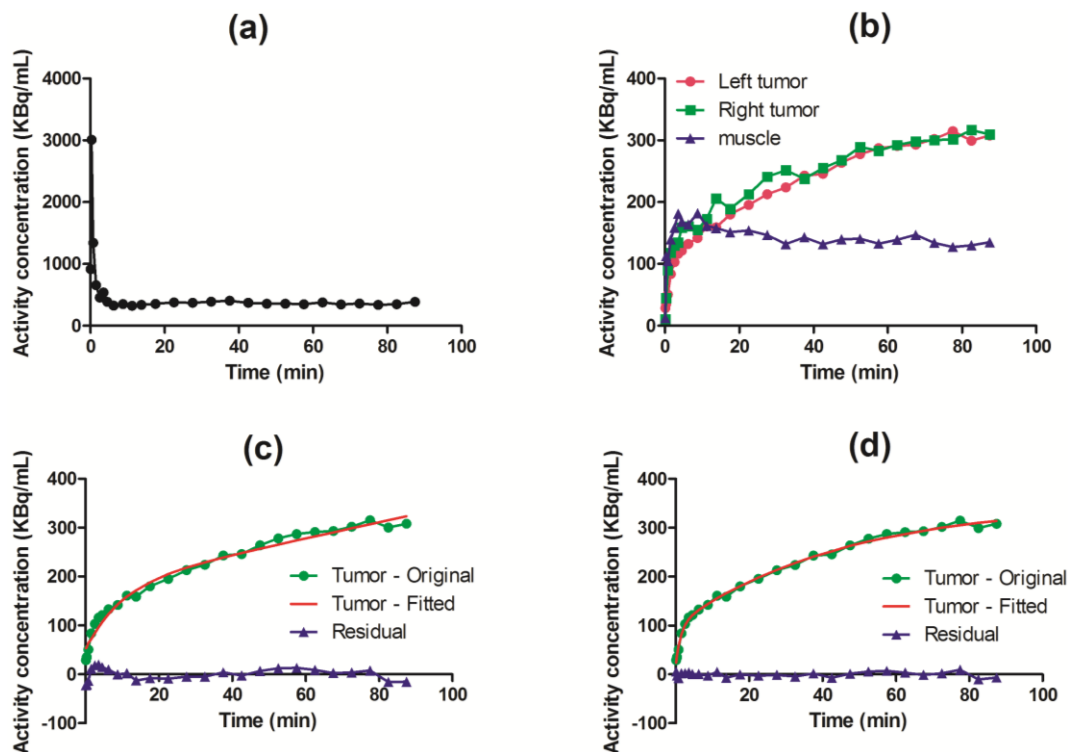 (a)
Activity concentration (KBq/mL)
4000
3000
2000
1000
0
0 20 40 60 80 100
Time (min)
(b)
Activity concentration (KBq/mL)
400
300
200
100
0
Left tumor
Right tumor
muscle
0 20 40 60 80 100
Time (min)
(c)
Activity concentration (KBq/mL)
400
300
200
100
0
-100
Tumor - Original
Tumor - Fitted
Residual
20 40 60 80 100
Time (min)
(d)
Activity concentration (KBq/mL)
400
300
200
100
0
-100
Tumor - Original
Tumor - Fitted
Residual
20 40 60 80 100
Time (min)